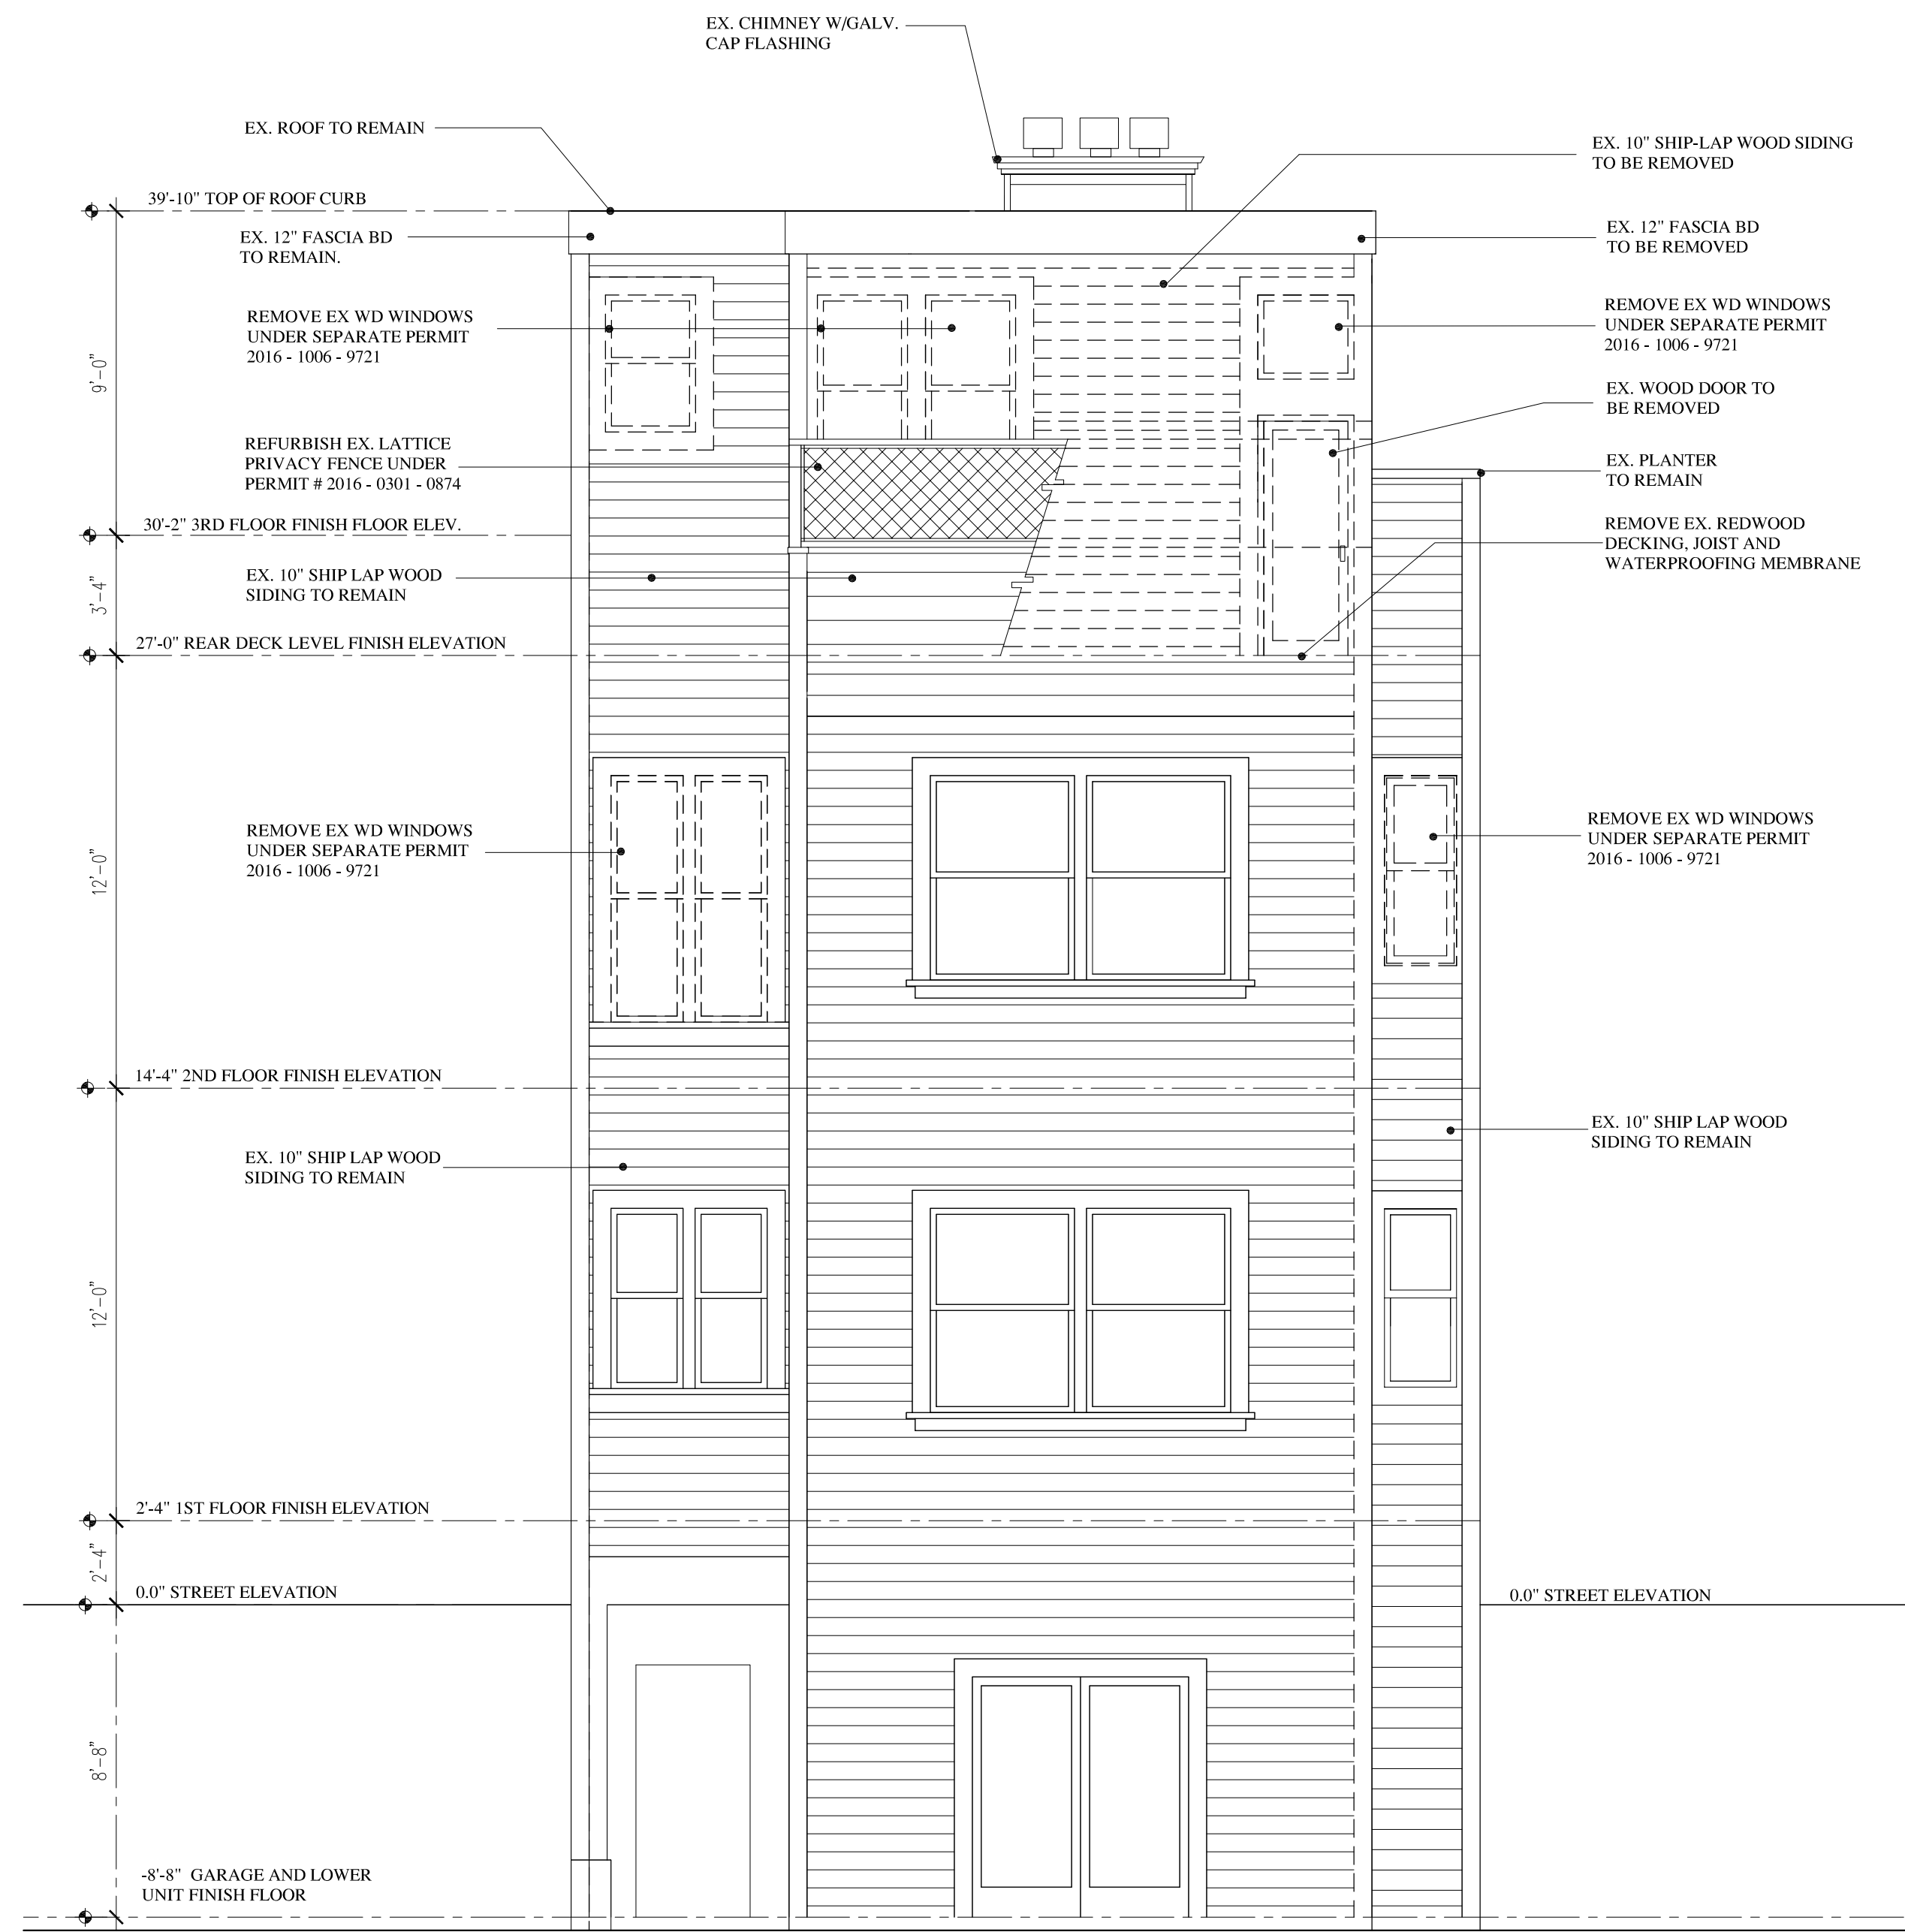 EX. CHIMNEY W/GALV.
CAP FLASHING
EX. ROOF TO REMAIN
39'-10" TOP OF ROOF CURB
EX. 12" FASCIA BD
TO REMAIN.
REMOVE EX WD WINDOWS
UNDER SEPARATE PERMIT
2016 - 1006 - 9721
9'-0"
REFURBISH EX. LATTICE
PRIVACY FENCE UNDER
PERMIT # 2016 - 0301 - 0874
30'-2" 3RD FLOOR FINISH FLOOR ELEV.
EX. 10" SHIP LAP WOOD
SIDING TO REMAIN
3'-4"
27'-0" REAR DECK LEVEL FINISH ELEVATION
REMOVE EX WD WINDOWS
UNDER SEPARATE PERMIT
2016 - 1006 - 9721
12'-0"
14'-4" 2ND FLOOR FINISH ELEVATION
EX. 10" SHIP LAP WOOD
SIDING TO REMAIN
12'-0"
2'-4" 1ST FLOOR FINISH ELEVATION
2'-4"
0.0" STREET ELEVATION
8'-8"
-8'-8" GARAGE AND LOWER
UNIT FINISH FLOOR
EX. 10" SHIP-LAP WOOD SIDING
TO BE REMOVED
EX. 12" FASCIA BD
TO BE REMOVED
REMOVE EX WD WINDOWS
UNDER SEPARATE PERMIT
2016 - 1006 - 9721
EX. WOOD DOOR TO
BE REMOVED
EX. PLANTER
TO REMAIN
REMOVE EX. REDWOOD
DECKING, JOIST AND
WATERPROOFING MEMBRANE
REMOVE EX WD WINDOWS
UNDER SEPARATE PERMIT
2016 - 1006 - 9721
EX. 10" SHIP LAP WOOD
SIDING TO REMAIN
0.0" STREET ELEVATION